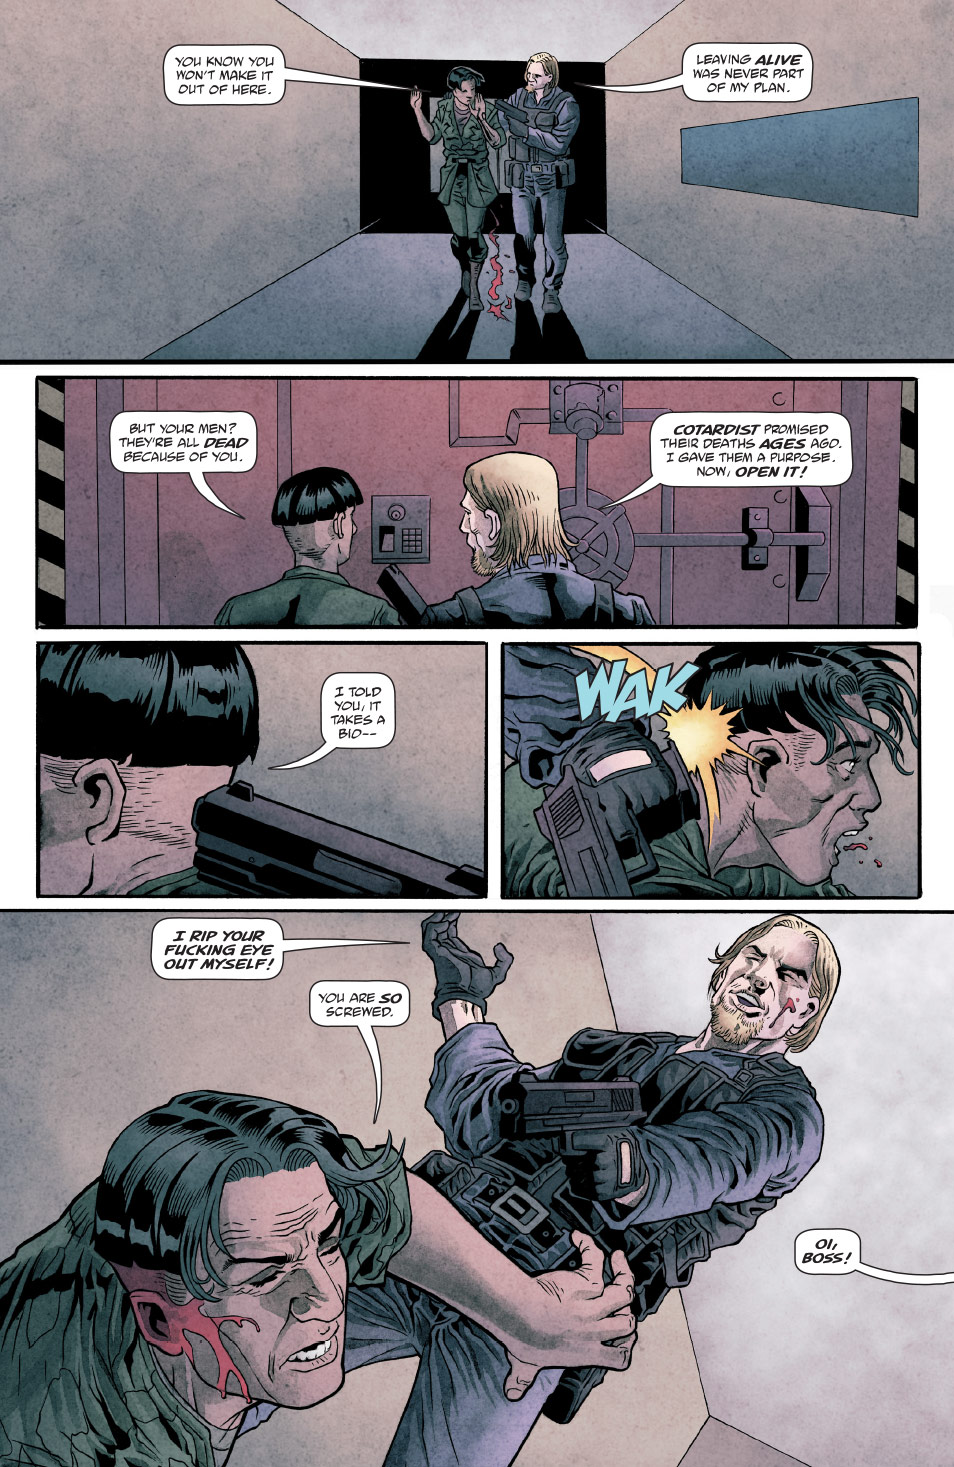 YOU KNOW YOU
WON'T MAKE IT
OUT OF HERE.
LEAVING ALIVE
WAS NEVER PART
OF MY PLAN.
BUT YOUR MEN?
THEY'RE ALL DEAD
BECAUSE OF YOU.
COTARDIST PROMISED
THEIR DEATHS AGES AGO.
I GAVE THEM A PURPOSE.
NOW, OPEN IT!
I TOLD
YOU, IT
TAKES A
BIO--
WAK
I RIP YOUR
FUCKING EYE
OUT MYSELF!
YOU ARE SO
SCREWED.
OI,
BOSS!